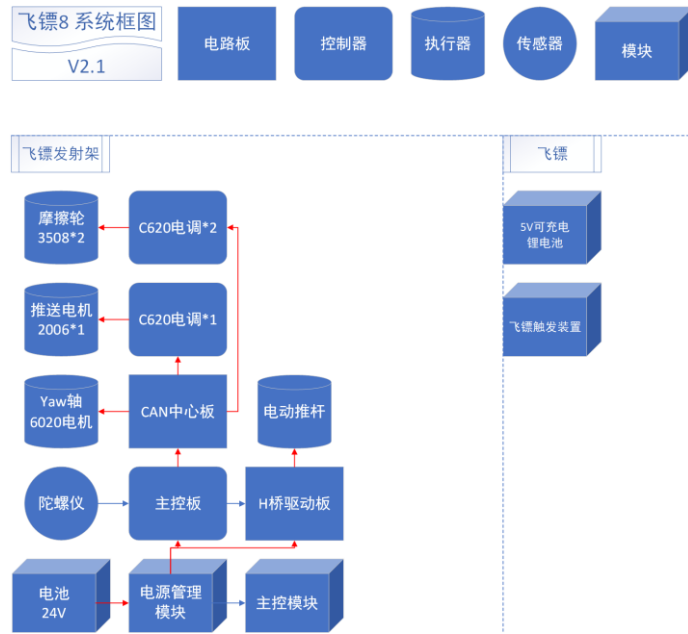 飞镖8 系统框图
V2.1
电路板
控制器
执行器
传感器
模块
飞镖发射架
飞镖
摩擦轮
3508*2
C620电调*2
5V可充电
锂电池
推送电机
2006*1
C620电调*1
飞镖触发装置
Yaw轴
6020电机
CAN中心板
电动推杆
陀螺仪
主控板
H桥驱动板
电池
24V
电源管理
模块
主控模块